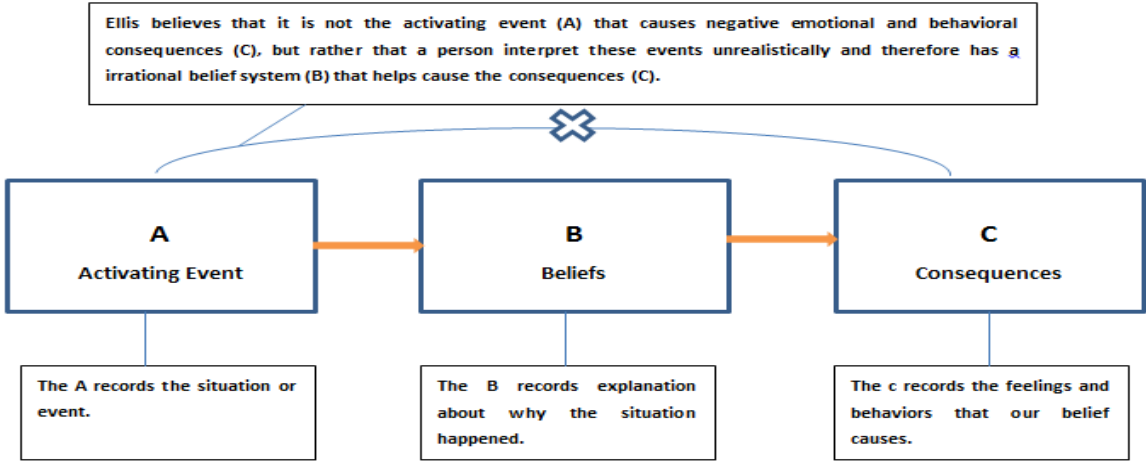 Ellis believes that it is not the activating event (A) that causes negative emotional and behavioral
consequences (C), but rather that a person interpret these events unrealistically and therefore has a
irrational belief system (B) that helps cause the consequences (C).
A
Activating Event
B
Beliefs
C
Consequences
The A records the situation or
event.
The B records explanation
about why the situation
happened.
The c records the feelings and
behaviors that our belief
causes.